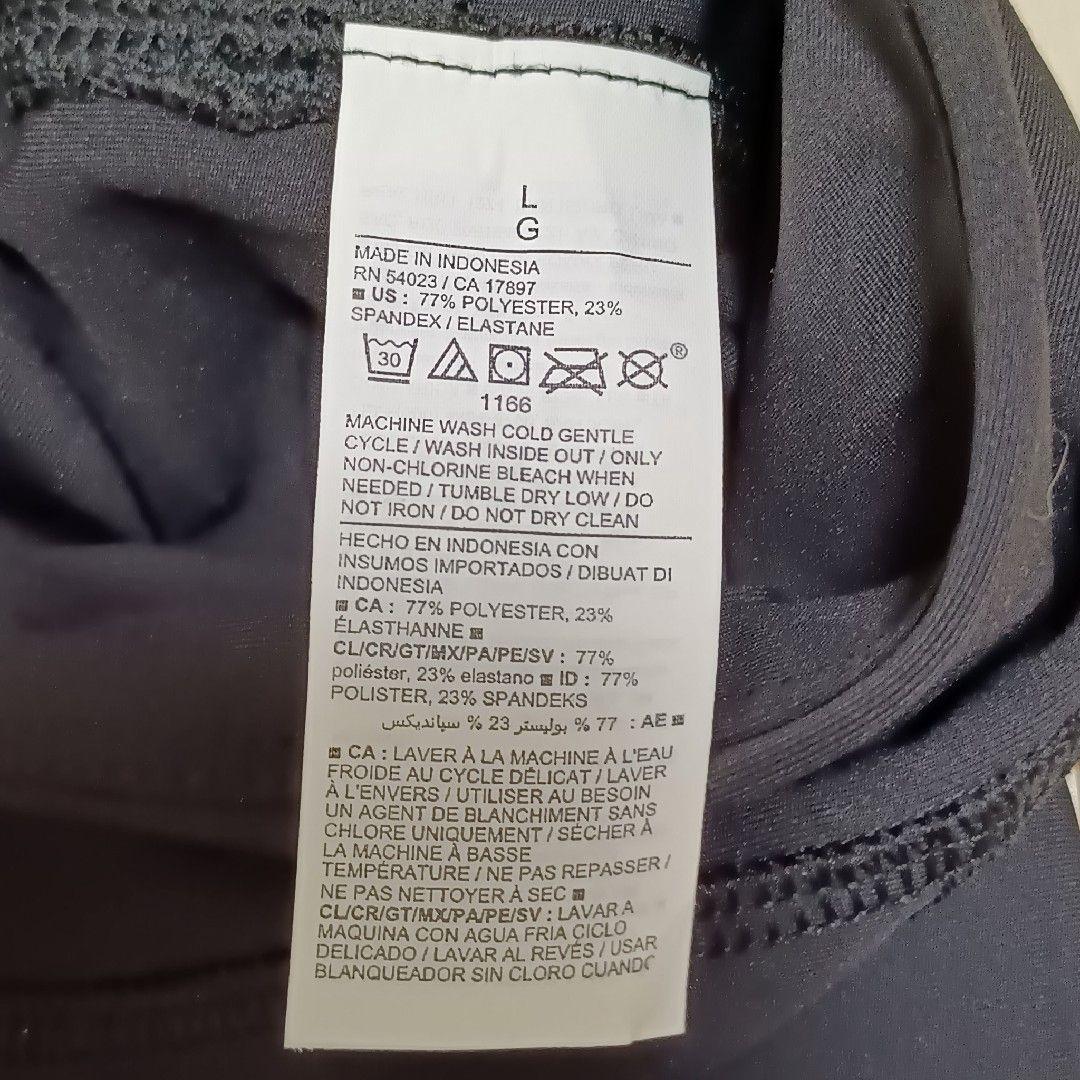 L
G
MADE IN INDONESIA
RN 54023 / CA 17897
US : 77% POLYESTER, 23%
SPANDEX / ELASTANE
30
®
1166
MACHINE WASH COLD GENTLE
CYCLE / WASH INSIDE OUT / ONLY
NON-CHLORINE BLEACH WHEN
NEEDED / TUMBLE DRY LOW / DO
NOT IRON / DO NOT DRY CLEAN
HECHO EN INDONESIA CON
INSUMOS IMPORTADOS / DIBUAT DI
INDONESIA
CA : 77% POLYESTER, 23%
ÉLASTHANNE
CL/CR/GT/MX/PA/PE/SV : 77%
poliéster, 23% elastano ID : 77%
POLISTER, 23% SPANDEKS
AE : 77 % بوليستر 23 % سبانديكس
CA : LAVER À LA MACHINE À L'EAU
FROIDE AU CYCLE DÉLICAT / LAVER
À L'ENVERS / UTILISER AU BESOIN
UN AGENT DE BLANCHIMENT SANS
CHLORE UNIQUEMENT / SÉCHER À
LA MACHINE À BASSE
TEMPÉRATURE / NE PAS REPASSER /
NE PAS NETTOYER À SEC
CL/CR/GT/MX/PA/PE/SV : LAVAR A
MAQUINA CON AGUA FRIA CICLO
DELICADO / LAVAR AL REVÉS / USAR
BLANQUEADOR SIN CLORO CUANDO